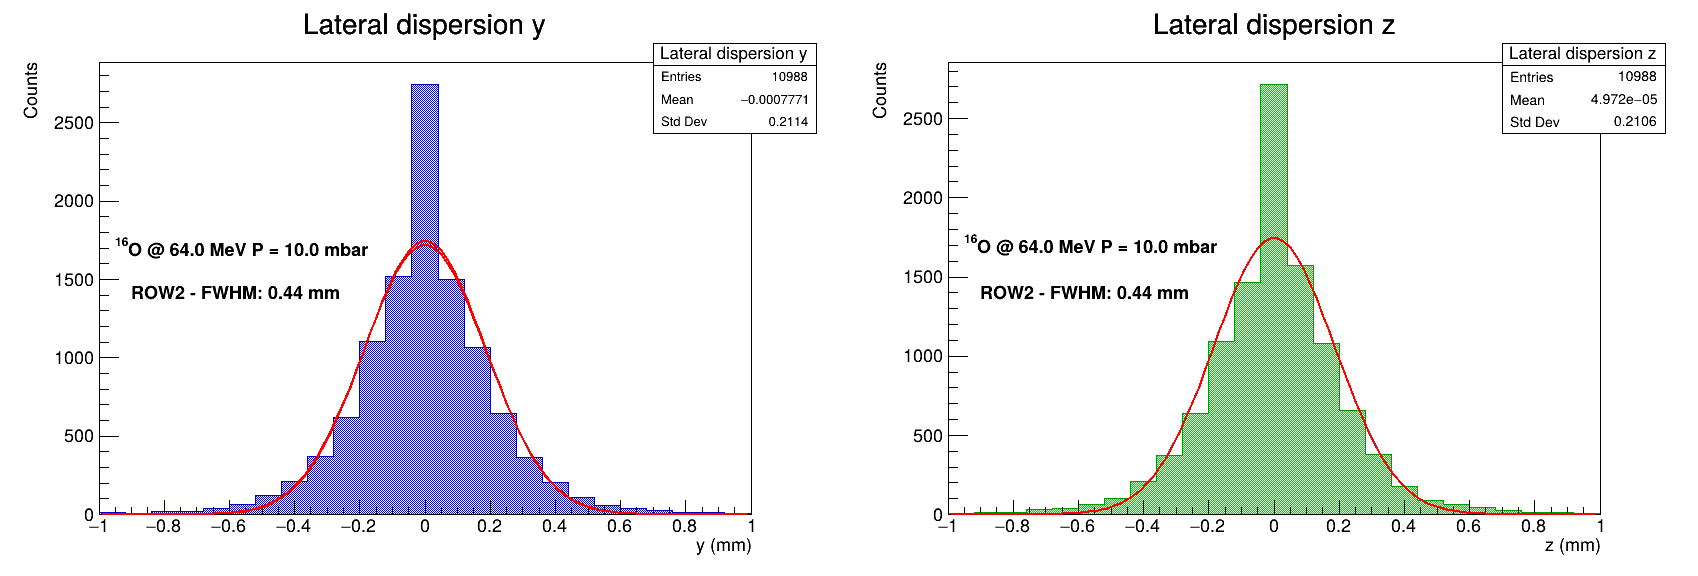 Lateral dispersion y
Counts
Lateral dispersion y
Entries 10988
Mean −0.0007771
Std Dev 0.2114
2500
2000
1500
1000
500
0
16O @ 64.0 MeV P = 10.0 mbar
ROW2 - FWHM: 0.44 mm
−1 −0.8 −0.6 −0.4 −0.2 0 0.2 0.4 0.6 0.8 1
y (mm)
Lateral dispersion z
Counts
Lateral dispersion z
Entries 10988
Mean 4.972e−05
Std Dev 0.2106
2500
2000
1500
1000
500
0
16O @ 64.0 MeV P = 10.0 mbar
ROW2 - FWHM: 0.44 mm
−1 −0.8 −0.6 −0.4 −0.2 0 0.2 0.4 0.6 0.8 1
z (mm)